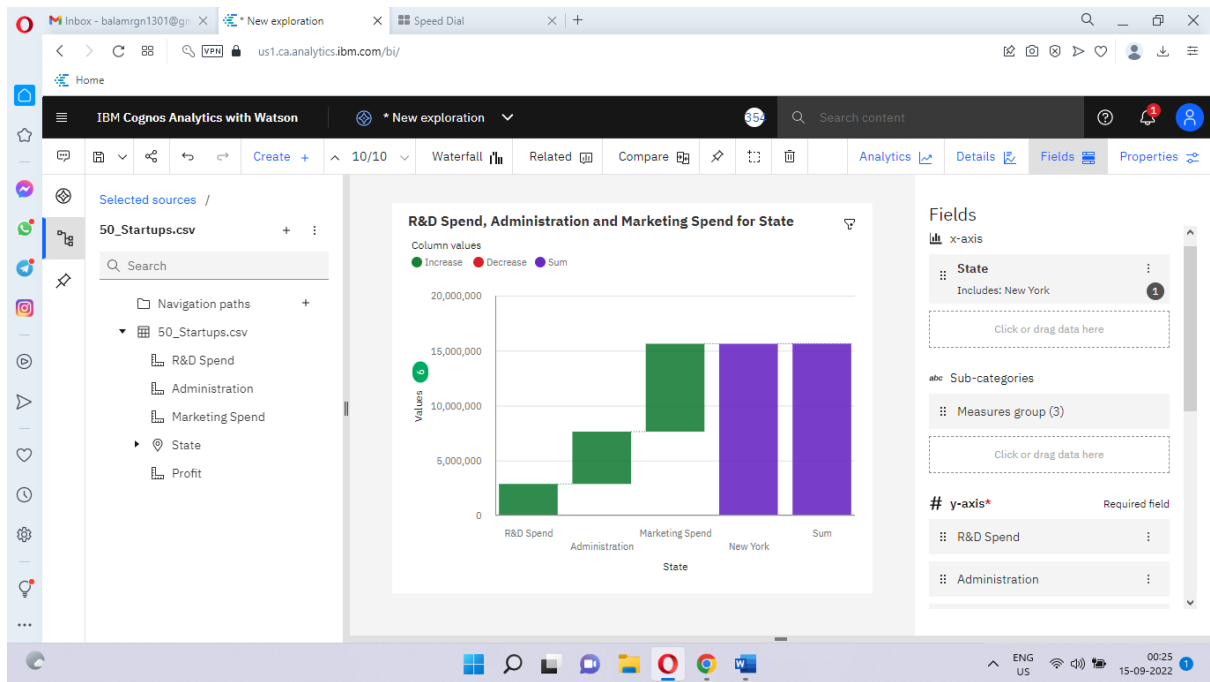 Inbox - balamrgn1301@gm
* New exploration
Speed Dial
VPN
us1.ca.analytics.ibm.com/bi/
Home
IBM Cognos Analytics with Watson
* New exploration
354
Search content
1
Create +
10/10
Waterfall
Related
Compare
Analytics
Details
Fields
Properties
Selected sources /
50_Startups.csv
Search
Navigation paths
50_Startups.csv
R&D Spend
Administration
Marketing Spend
State
Profit
R&D Spend, Administration and Marketing Spend for State
Column values
Increase Decrease Sum
20,000,000
15,000,000
10,000,000
5,000,000
0
Values
R&D Spend
Administration
Marketing Spend
New York
Sum
State
Fields
x-axis
State
Includes: New York
1
Click or drag data here
abc Sub-categories
Measures group (3)
Click or drag data here
# y-axis* Required field
R&D Spend
Administration
ENG
US
00:25
15-09-2022
1